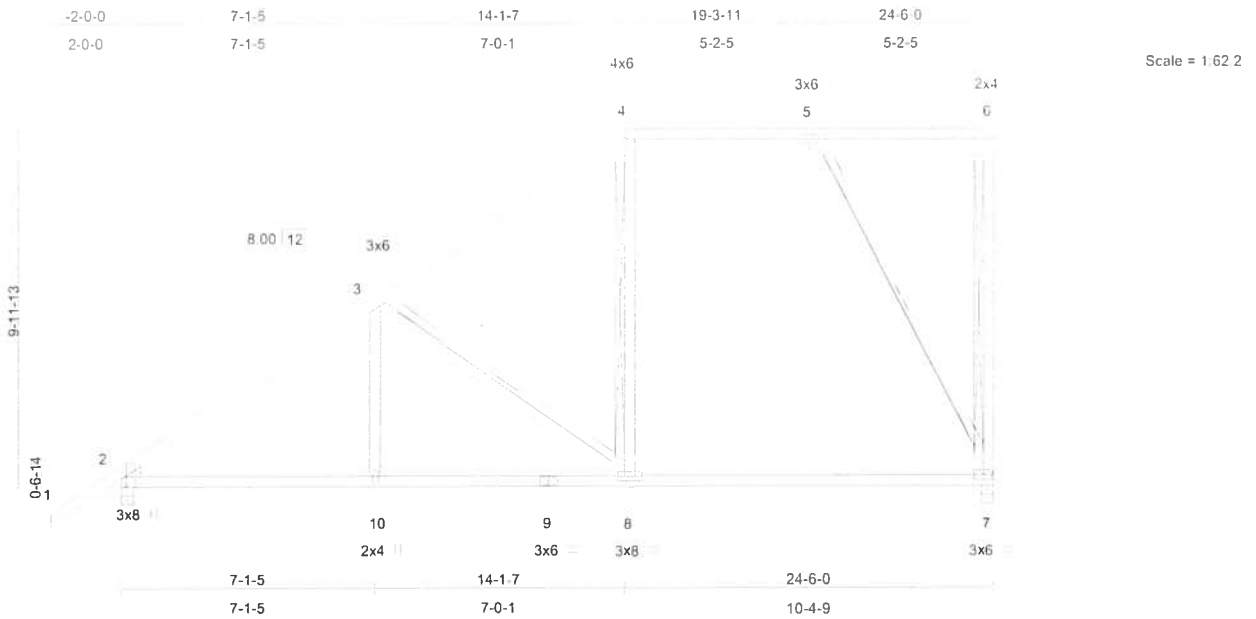 -2-0-0 7-1-5 14-1-7 19-3-11 24-6-0
2-0-0 7-1-5 7-0-1 5-2-5 5-2-5
4x6
Scale = 1:62.2
3x6 2x4
4 5 6
8.00 12
3x6
3
9-11-13
2
0-6-14
1
3x8
10 9 8 7
2x4 3x6 3x8 3x6
7-1-5 14-1-7 24-6-0
7-1-5 7-0-1 10-4-9